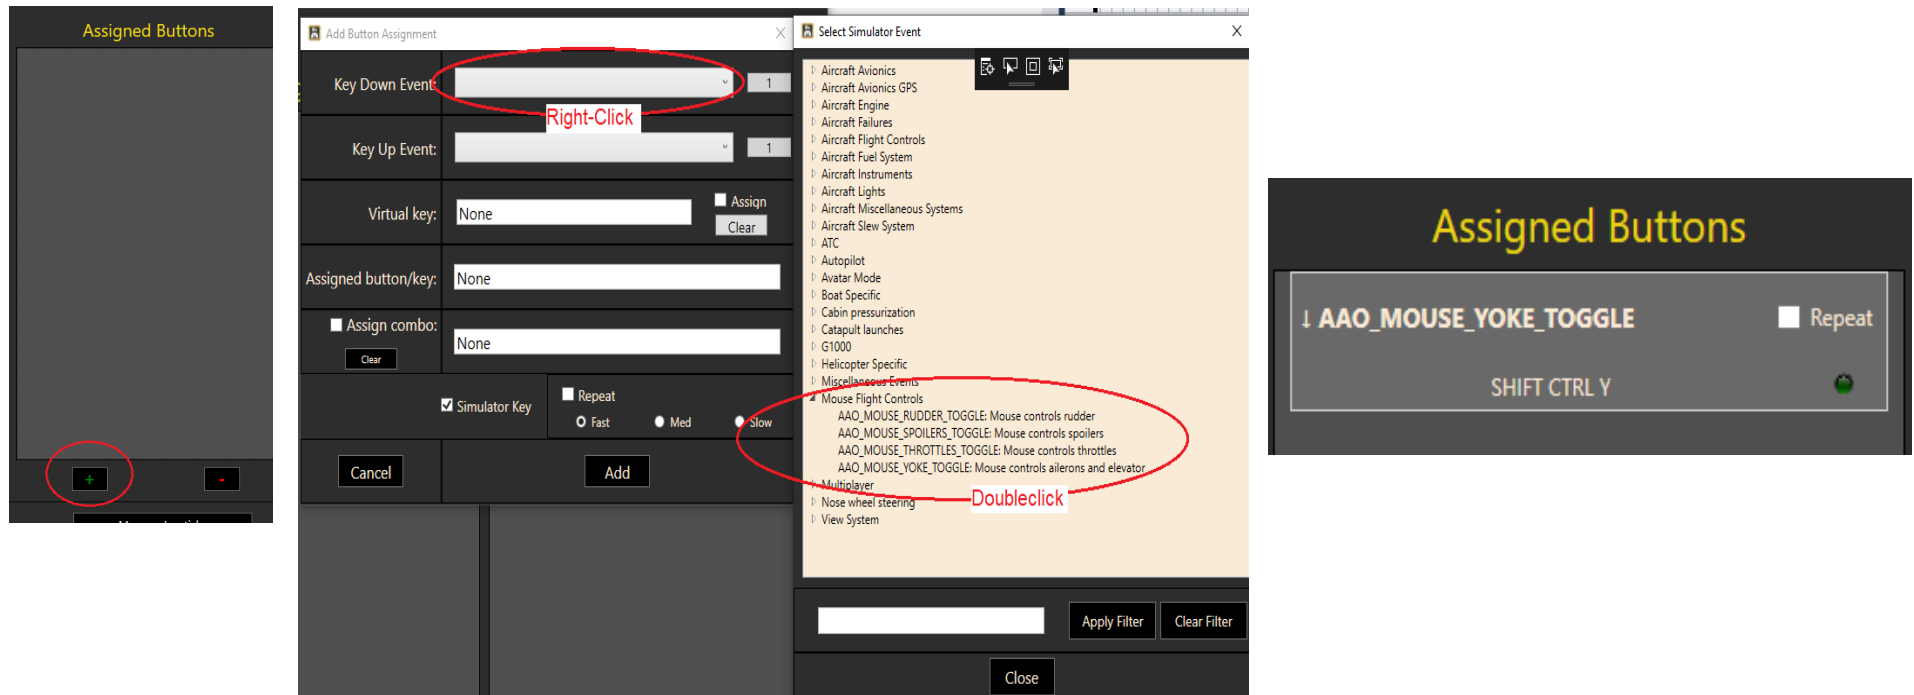 Assigned Buttons
+
-
Add Button Assignment
Key Down Event:
1
Right-Click
Key Up Event:
1
Virtual key:
None
Assign
Clear
Assigned button/key:
None
Assign combo:
None
Clear
Simulator Key
Repeat
Fast
Med
Slow
Cancel
Add
Select Simulator Event
Aircraft Avionics
Aircraft Avionics GPS
Aircraft Engine
Aircraft Failures
Aircraft Flight Controls
Aircraft Fuel System
Aircraft Instruments
Aircraft Lights
Aircraft Miscellaneous Systems
Aircraft Slew System
ATC
Autopilot
Avatar Mode
Boat Specific
Cabin pressurization
Catapult launches
G1000
Helicopter Specific
Miscellaneous Events
Mouse Flight Controls
AAO_MOUSE_RUDDER_TOGGLE: Mouse controls rudder
AAO_MOUSE_SPOILERS_TOGGLE: Mouse controls spoilers
AAO_MOUSE_THROTTLES_TOGGLE: Mouse controls throttles
AAO_MOUSE_YOKE_TOGGLE: Mouse controls ailerons and elevator
Multiplayer
Nose wheel steering
View System
Doubleclick
Apply Filter
Clear Filter
Close
Assigned Buttons
↓ AAO_MOUSE_YOKE_TOGGLE
Repeat
SHIFT CTRL Y